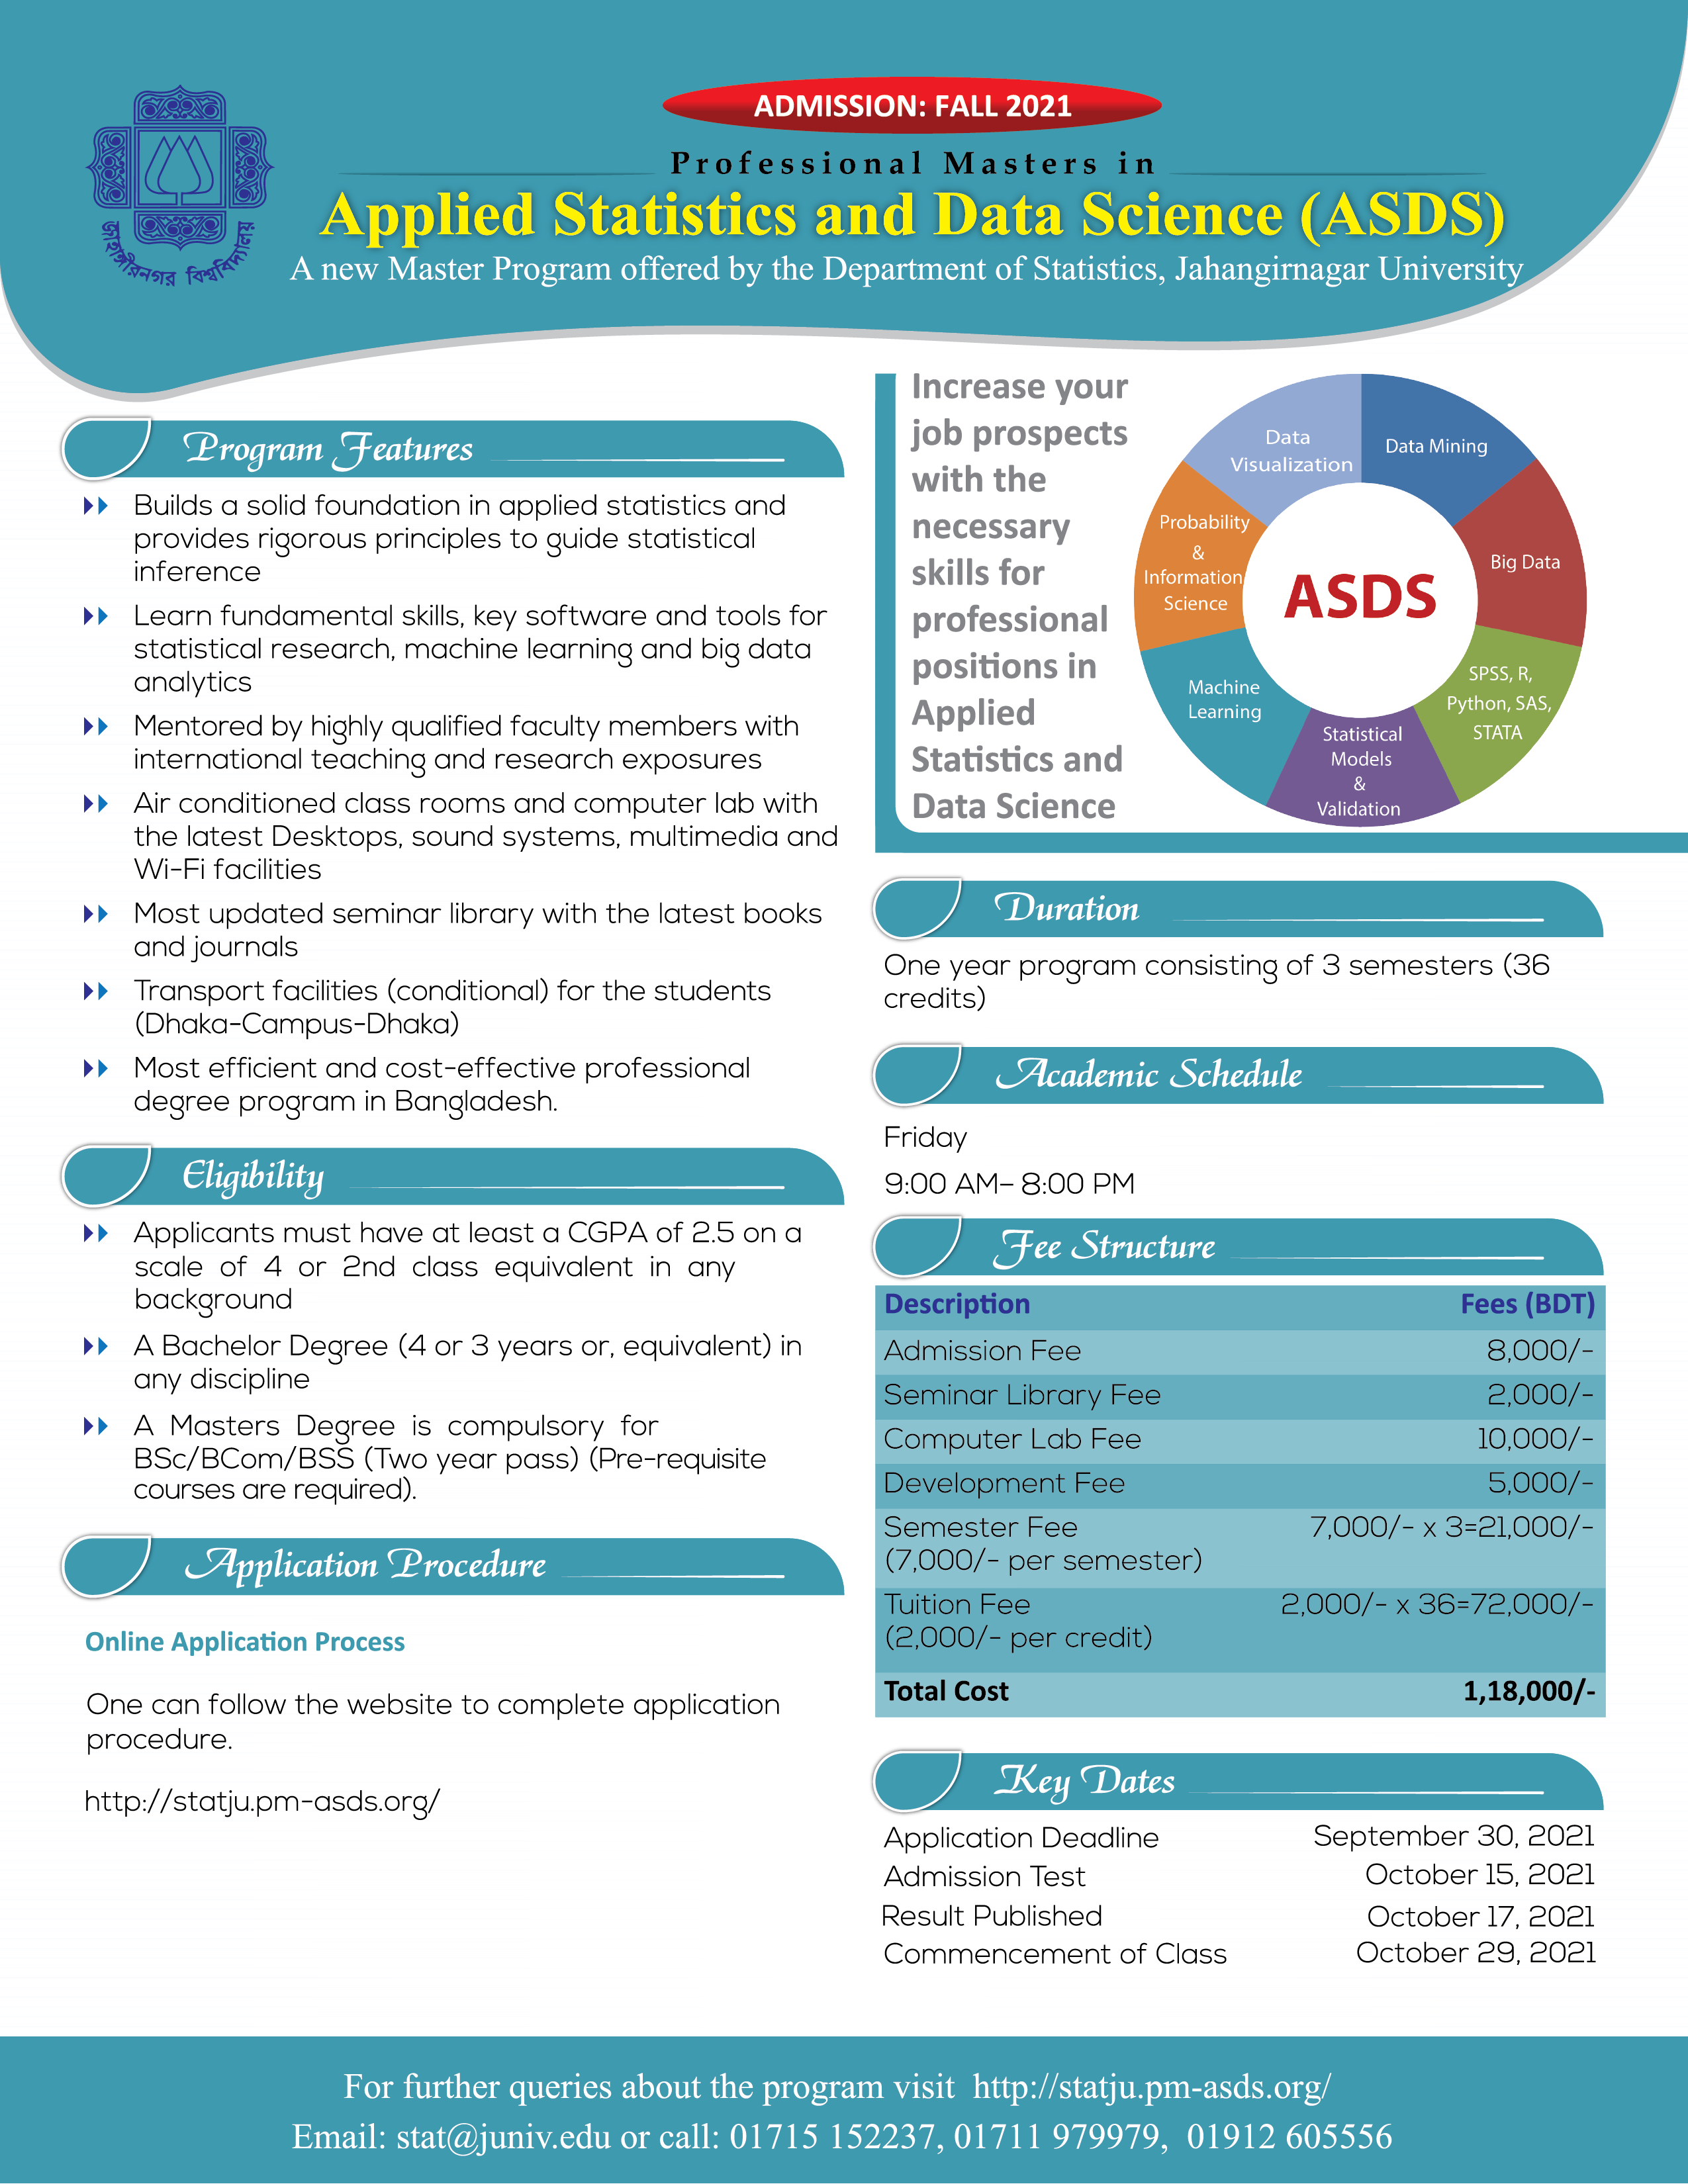 ADMISSION: FALL 2021
Professional Masters in
Applied Statistics and Data Science (ASDS)
A new Master Program offered by the Department of Statistics, Jahangirnagar University
জাহাঙ্গীরনগর বিশ্ববিদ্যালয়
Program Features
Builds a solid foundation in applied statistics and
provides rigorous principles to guide statistical
inference
Learn fundamental skills, key software and tools for
statistical research, machine learning and big data
analytics
Mentored by highly qualified faculty members with
international teaching and research exposures
Air conditioned class rooms and computer lab with
the latest Desktops, sound systems, multimedia and
Wi-Fi facilities
Most updated seminar library with the latest books
and journals
Transport facilities (conditional) for the students
(Dhaka-Campus-Dhaka)
Most efficient and cost-effective professional
degree program in Bangladesh.
Eligibility
Applicants must have at least a CGPA of 2.5 on a
scale of 4 or 2nd class equivalent in any
background
A Bachelor Degree (4 or 3 years or, equivalent) in
any discipline
A Masters Degree is compulsory for
BSc/BCom/BSS (Two year pass) (Pre-requisite
courses are required).
Application Procedure
Online Application Process
One can follow the website to complete application
procedure.
http://statju.pm-asds.org/
Increase your
job prospects
with the
necessary
skills for
professional
positions in
Applied
Statistics and
Data Science
Data
Visualization
Data Mining
Probability
&
Information
Science
Big Data
ASDS
Machine
Learning
SPSS, R,
Python, SAS,
STATA
Statistical
Models
&
Validation
Duration
One year program consisting of 3 semesters (36
credits)
Academic Schedule
Friday
9:00 AM– 8:00 PM
Fee Structure
Description Fees (BDT)
Admission Fee 8,000/-
Seminar Library Fee 2,000/-
Computer Lab Fee 10,000/-
Development Fee 5,000/-
Semester Fee 7,000/- x 3=21,000/-
(7,000/- per semester)
Tuition Fee 2,000/- x 36=72,000/-
(2,000/- per credit)
Total Cost 1,18,000/-
Key Dates
Application Deadline September 30, 2021
Admission Test October 15, 2021
Result Published October 17, 2021
Commencement of Class October 29, 2021
For further queries about the program visit http://statju.pm-asds.org/
Email: stat@juniv.edu or call: 01715 152237, 01711 979979, 01912 605556